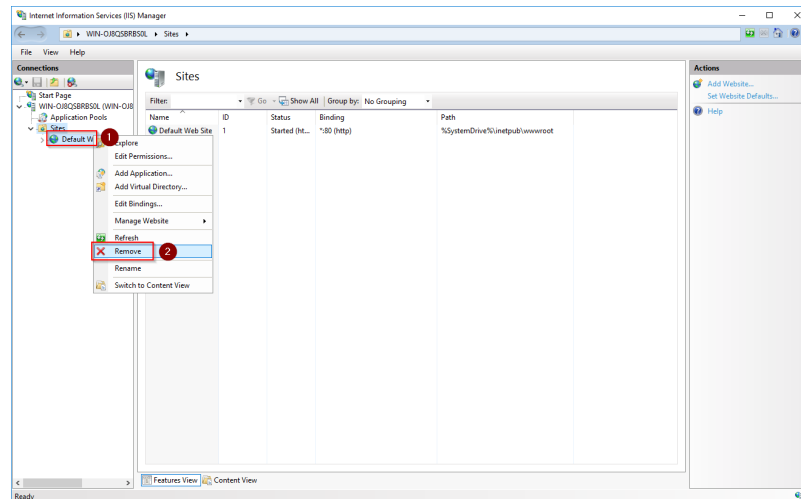 Internet Information Services (IIS) Manager
WIN-OJ8QSBRBS0L ▸ Sites ▸
File View Help
Connections
Start Page
WIN-OJ8QSBRBS0L (WIN-OJ8
Application Pools
Sites
Default W
1
Explore
Edit Permissions...
Add Application...
Add Virtual Directory...
Edit Bindings...
Manage Website
Refresh
Remove
2
Rename
Switch to Content View
Sites
Filter: Go Show All Group by: No Grouping
Name ID Status Binding Path
Default Web Site 1 Started (ht... *:80 (http) %SystemDrive%\inetpub\wwwroot
Features View Content View
Actions
Add Website...
Set Website Defaults...
Help
Ready